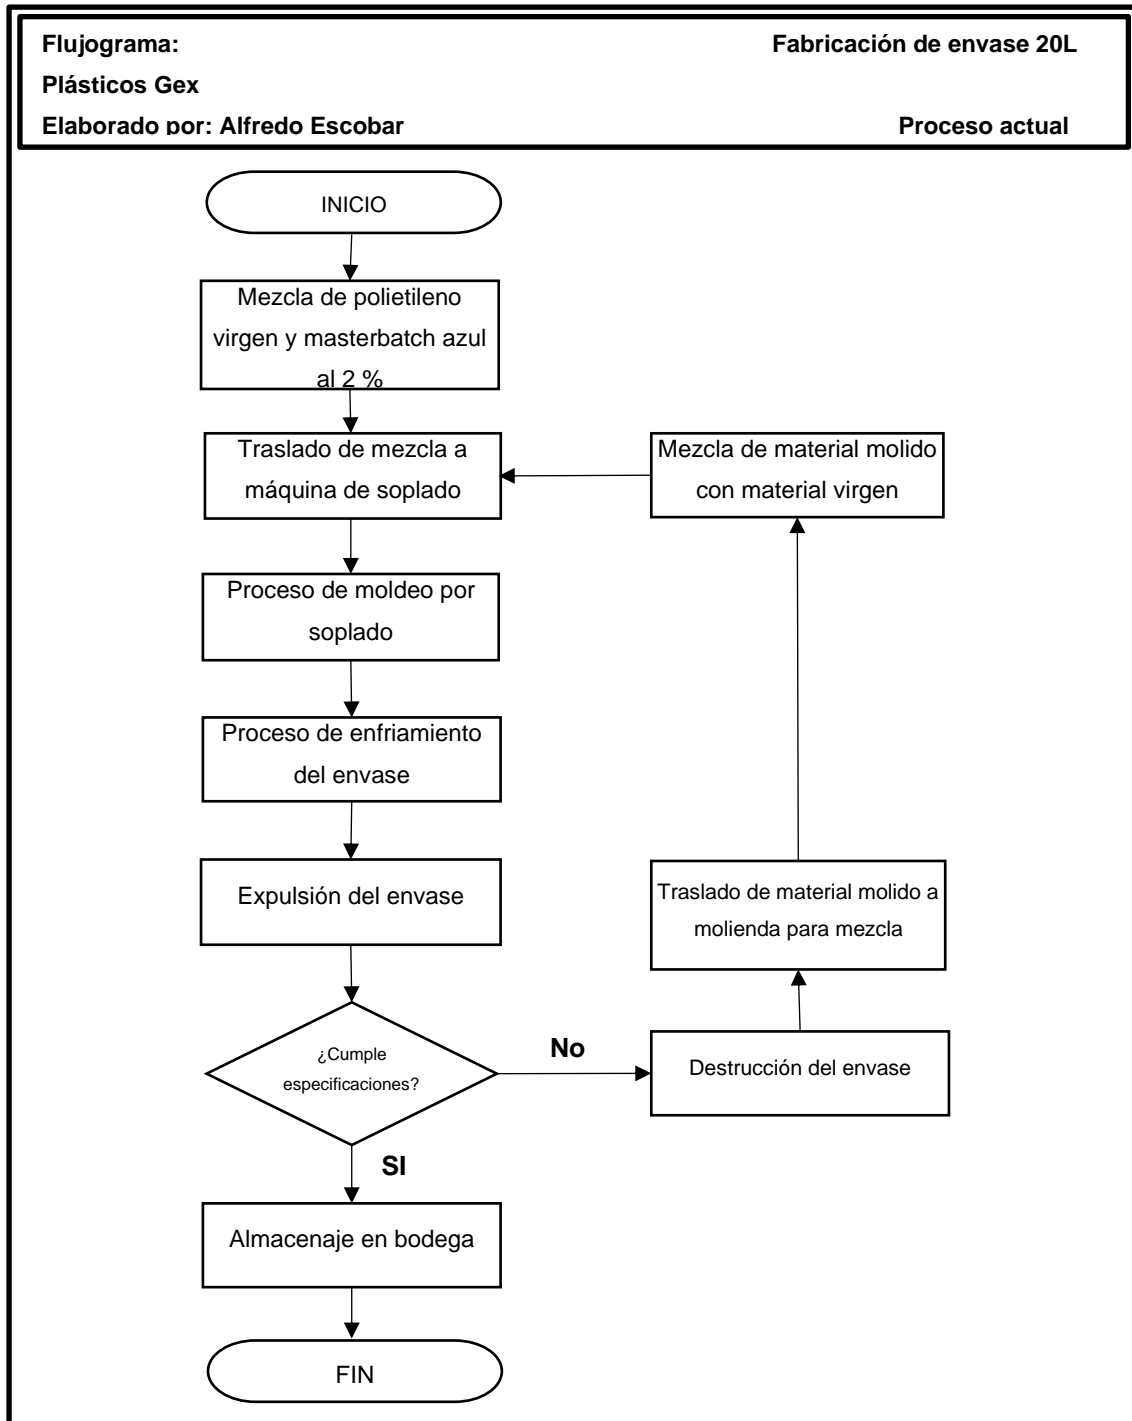 Flujograma: Fabricación de envase 20L
Plásticos Gex
Elaborado por: Alfredo Escobar Proceso actual
INICIO
Mezcla de polietileno
virgen y masterbatch azul
al 2 %
Traslado de mezcla a
máquina de soplado
Mezcla de material molido
con material virgen
Proceso de moldeo por
soplado
Proceso de enfriamiento
del envase
Expulsión del envase
Traslado de material molido a
molienda para mezcla
¿Cumple
especificaciones?
No
Destrucción del envase
SI
Almacenaje en bodega
FIN